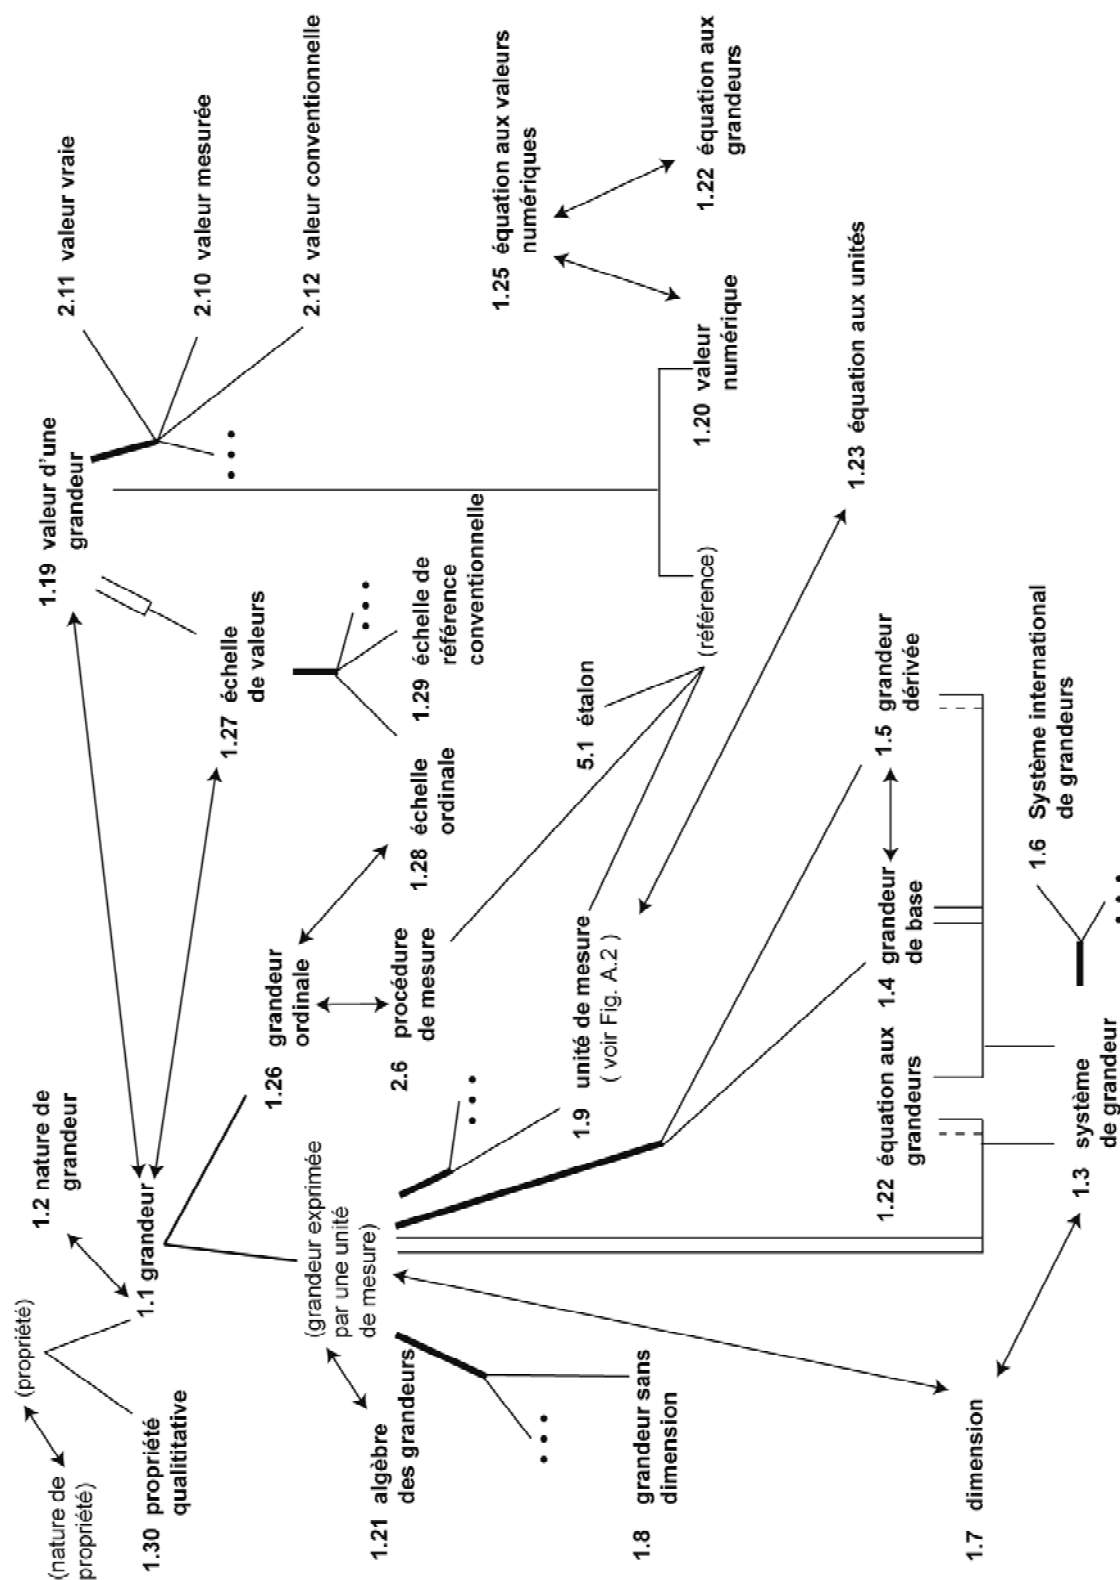 (nature de
propriété)
(propriété)
1.2 nature de
grandeur
1.1 grandeur
1.30 propriété
qualititative
1.19 valeur d'une
grandeur
2.11 valeur vraie
2.10 valeur mesurée
2.12 valeur conventionnelle
1.27 échelle
de valeurs
1.26 grandeur
ordinale
1.28 échelle
ordinale
1.29 échelle de
référence
conventionnelle
(grandeur exprimée
par une unité
de mesure)
2.6 procédure
de mesure
5.1 étalon
(référence)
1.25 équation aux valeurs
numériques
1.20 valeur
numérique
1.22 équation aux
grandeurs
1.21 algèbre
des grandeurs
1.9 unité de mesure
( voir Fig. A.2 )
1.23 équation aux unités
1.8 grandeur sans
dimension
1.22 équation aux
grandeurs
1.4 grandeur
de base
1.5 grandeur
dérivée
1.7 dimension
1.3 système
de grandeur
1.6 Système international
de grandeurs